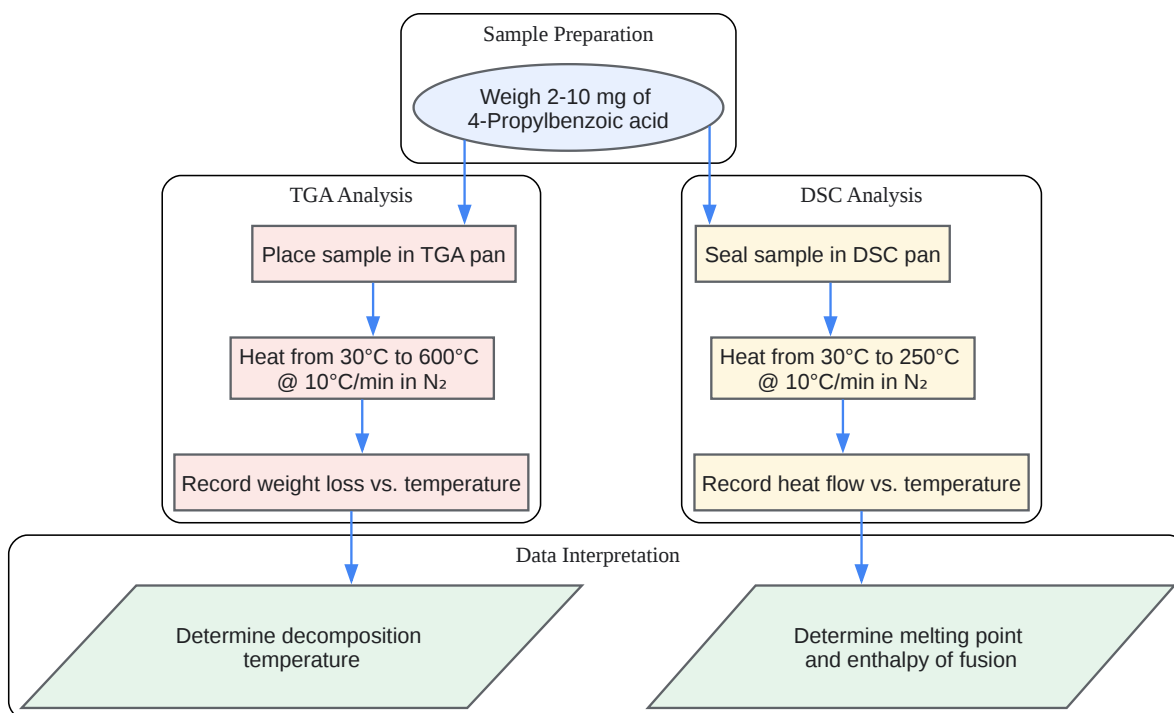 Sample Preparation
Weigh 2-10 mg of
4-Propylbenzoic acid
TGA Analysis
Place sample in TGA pan
Heat from 30°C to 600°C
@ 10°C/min in N₂
Record weight loss vs. temperature
DSC Analysis
Seal sample in DSC pan
Heat from 30°C to 250°C
@ 10°C/min in N₂
Record heat flow vs. temperature
Data Interpretation
Determine decomposition
temperature
Determine melting point
and enthalpy of fusion